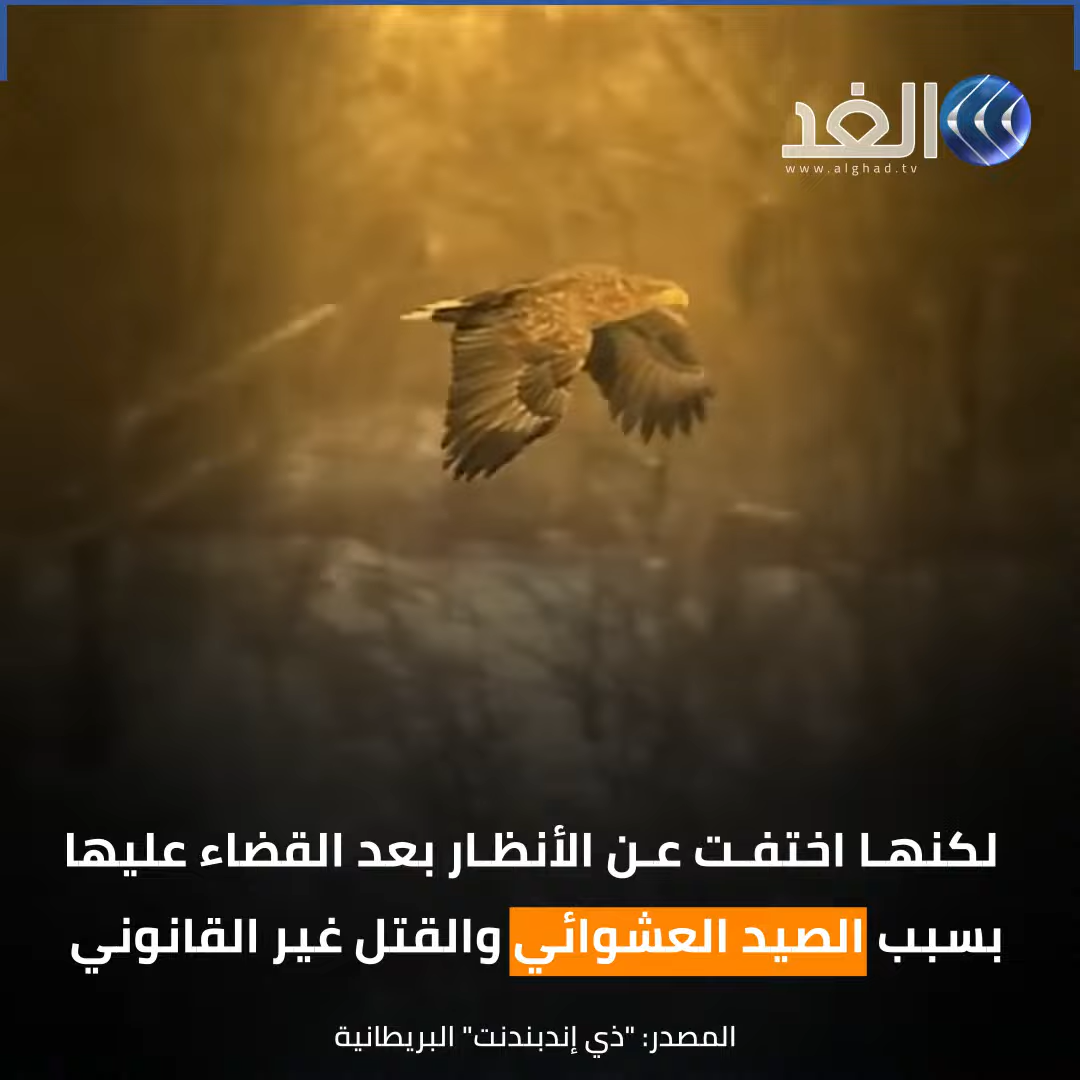 الغد
www.alghad.tv
لكنها اختفت عن الأنظار بعد القضاء عليها
بسبب الصيد العشوائي والقتل غير القانوني
المصدر: "ذي إندبندنت" البريطانية